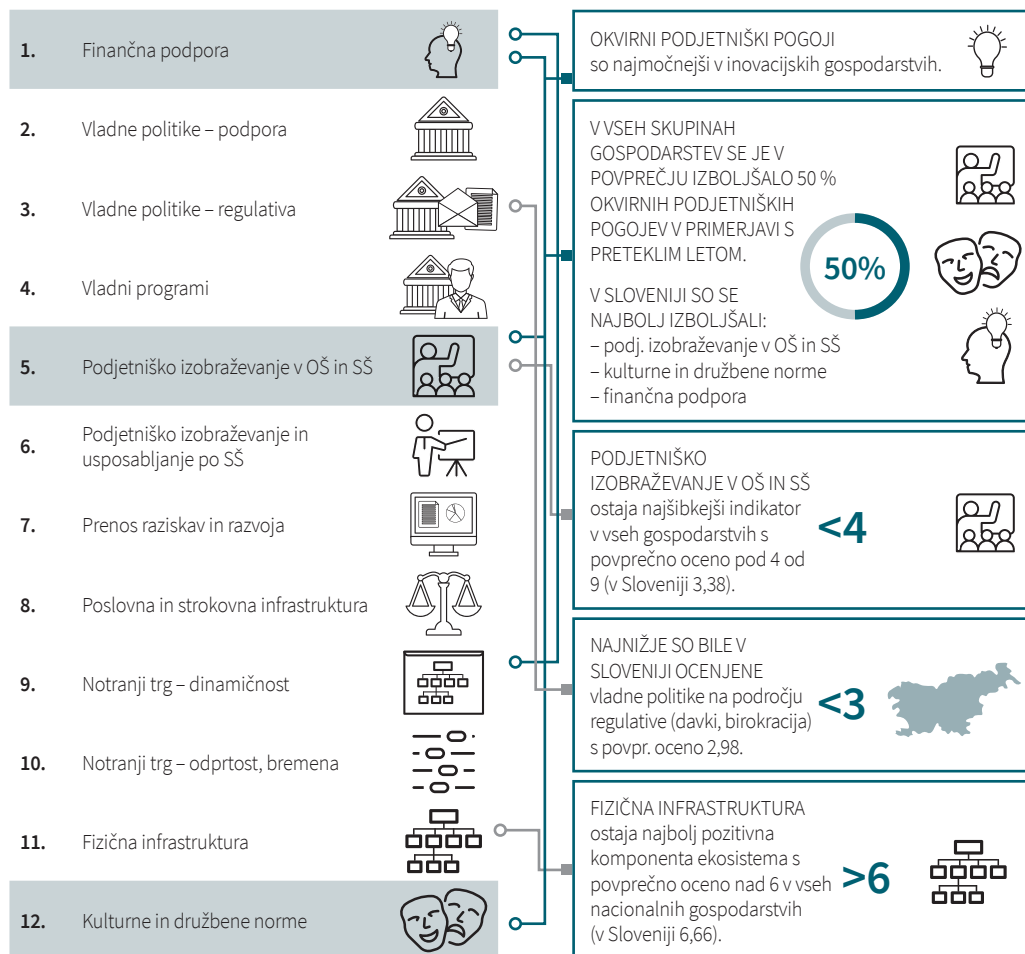 1. Finančna podpora
2. Vladne politike – podpora
3. Vladne politike – regulativa
4. Vladni programi
5. Podjetniško izobraževanje v OŠ in SŠ
6. Podjetniško izobraževanje in
usposabljanje po SŠ
7. Prenos raziskav in razvoja
8. Poslovna in strokovna infrastruktura
9. Notranji trg – dinamičnost
10. Notranji trg – odprtost, bremena
11. Fizična infrastruktura
12. Kulturne in družbene norme
OKVIRNI PODJETNIŠKI POGOJI
so najmočnejši v inovacijskih gospodarstvih.
V VSEH SKUPINAH
GOSPODARSTEV SE JE V
POVPREČJU IZBOLJŠALO 50 %
OKVIRNIH PODJETNIŠKIH
POGOJEV V PRIMERJAVI S
PRETEKLIM LETOM.
50%
V SLOVENIJI SO SE
NAJBOLJ IZBOLJŠALI:
– podj. izobraževanje v OŠ in SŠ
– kulturne in družbene norme
– finančna podpora
PODJETNIŠKO
IZOBRAŽEVANJE V OŠ IN SŠ
ostaja najšibkejši indikator
v vseh gospodarstvih s
povprečno oceno pod 4 od
9 (v Sloveniji 3,38).
<4
NAJNIŽJE SO BILE V
SLOVENIJI OCENJENE
vladne politike na področju
regulative (davki, birokracija)
s povpr. oceno 2,98.
<3
FIZIČNA INFRASTRUKTURA
ostaja najbolj pozitivna
komponenta ekosistema s
povprečno oceno nad 6 v vseh
nacionalnih gospodarstvih
(v Sloveniji 6,66).
>6